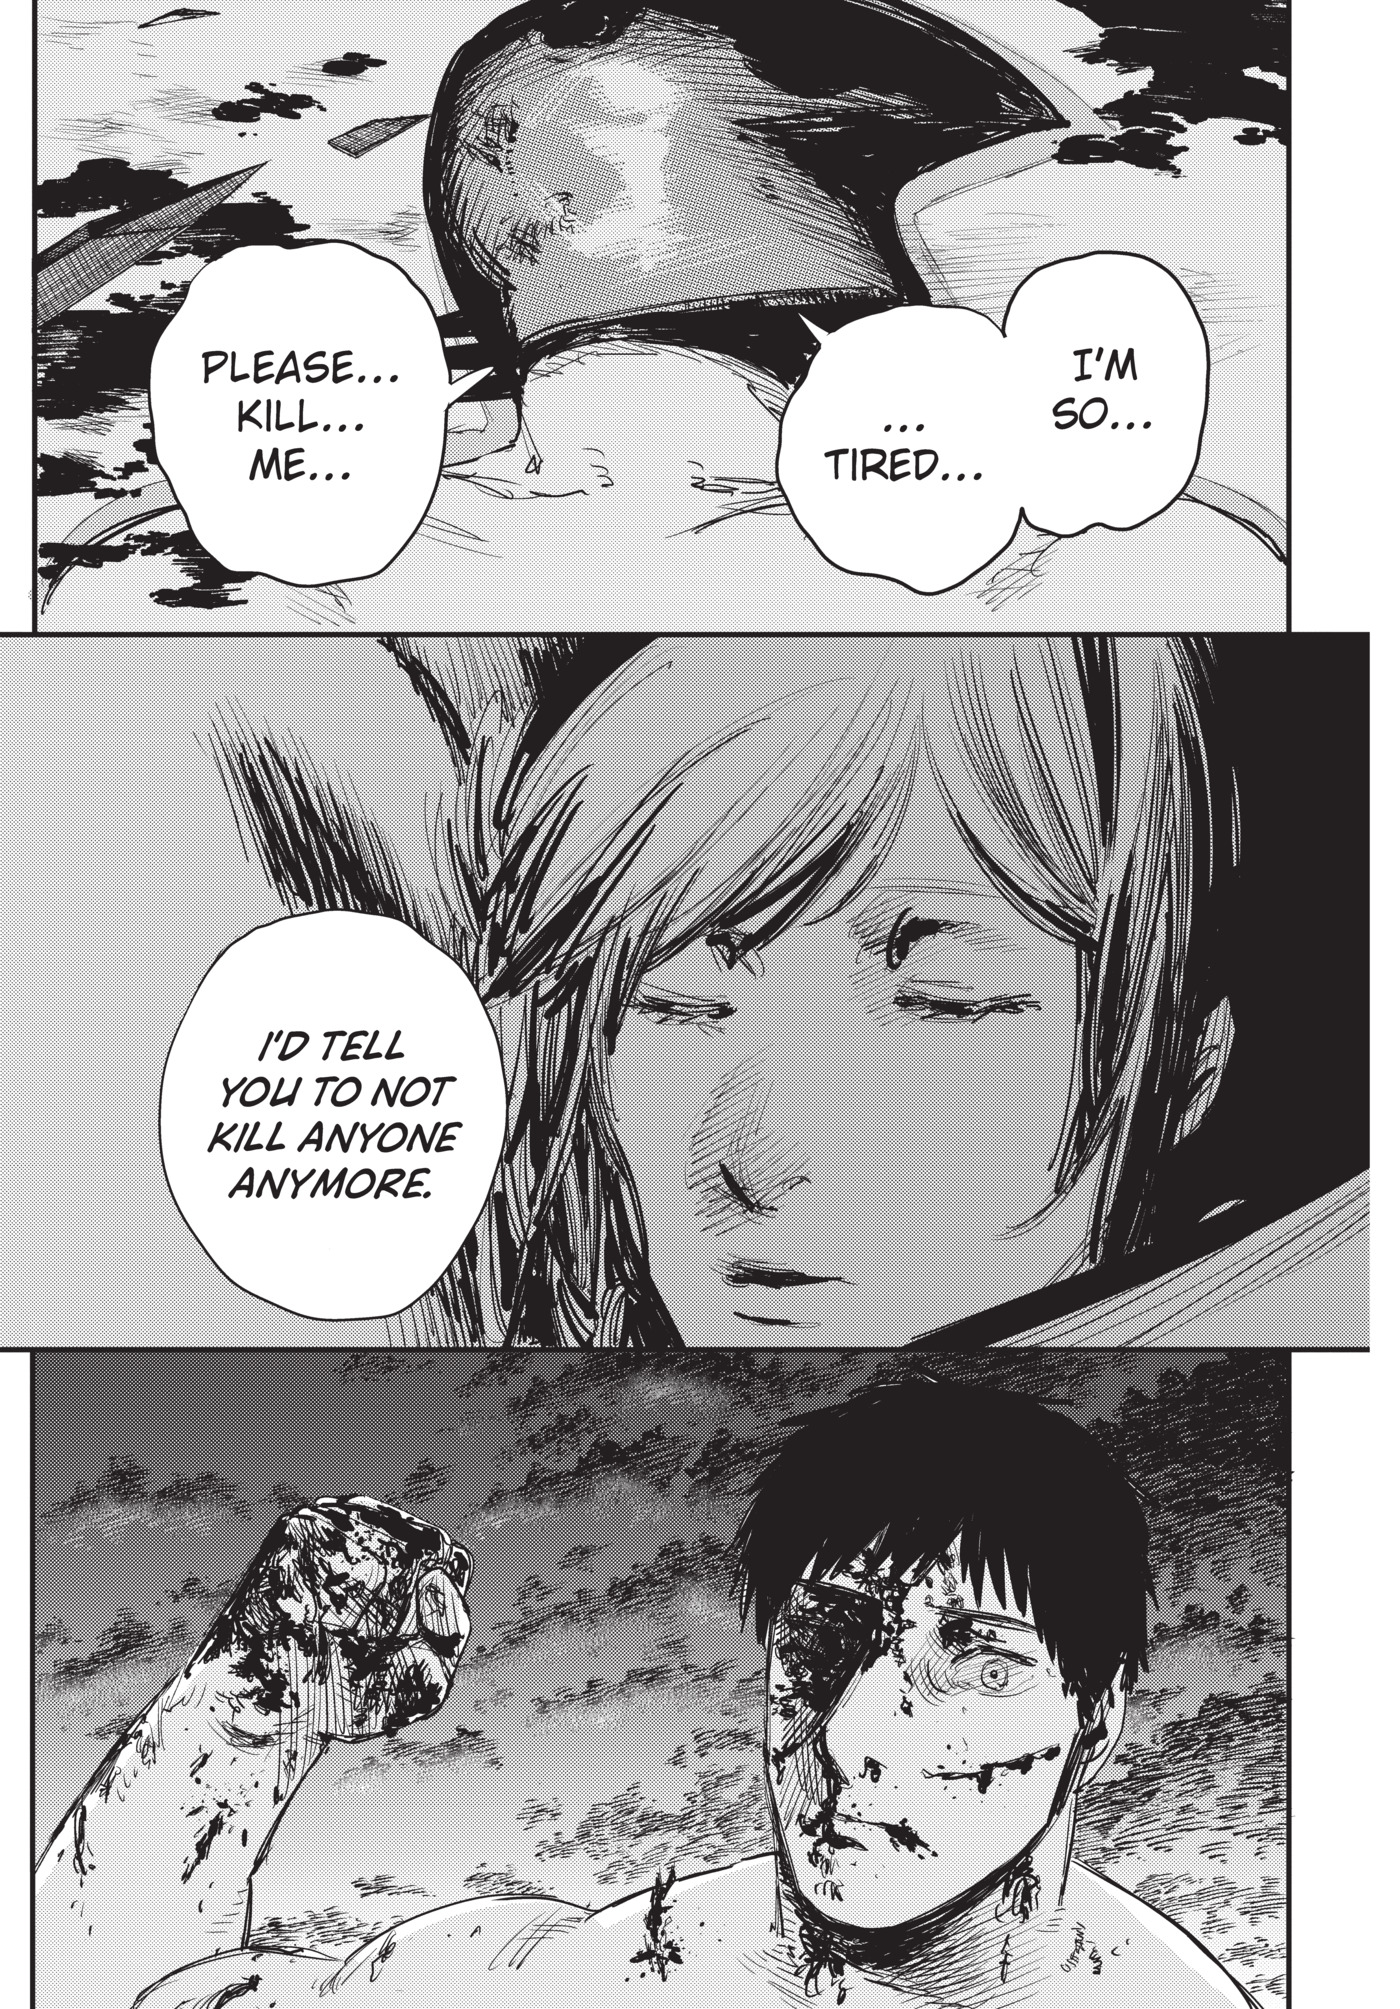 I'M
SO...
...
TIRED...
PLEASE...
KILL...
ME...
I'D TELL
YOU TO NOT
KILL ANYONE
ANYMORE.